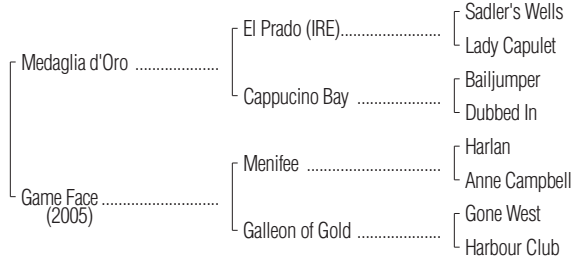 Sadler's Wells
El Prado (IRE)
Lady Capulet
Medaglia d'Oro
Bailjumper
Cappucino Bay
Dubbed In
Harlan
Menifee
Anne Campbell
Game Face
(2005)
Gone West
Galleon of Gold
Harbour Club